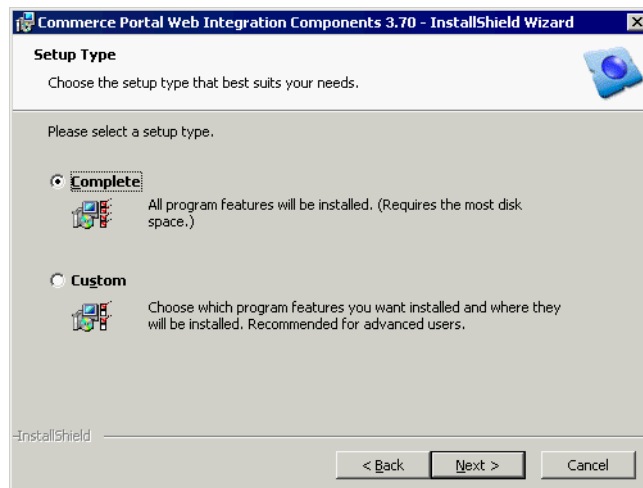 Commerce Portal Web Integration Components 3.70 - InstallShield Wizard
Setup Type
Choose the setup type that best suits your needs.
Please select a setup type.
Complete
All program features will be installed. (Requires the most disk
space.)
Custom
Choose which program features you want installed and where they
will be installed. Recommended for advanced users.
InstallShield
< Back
Next >
Cancel